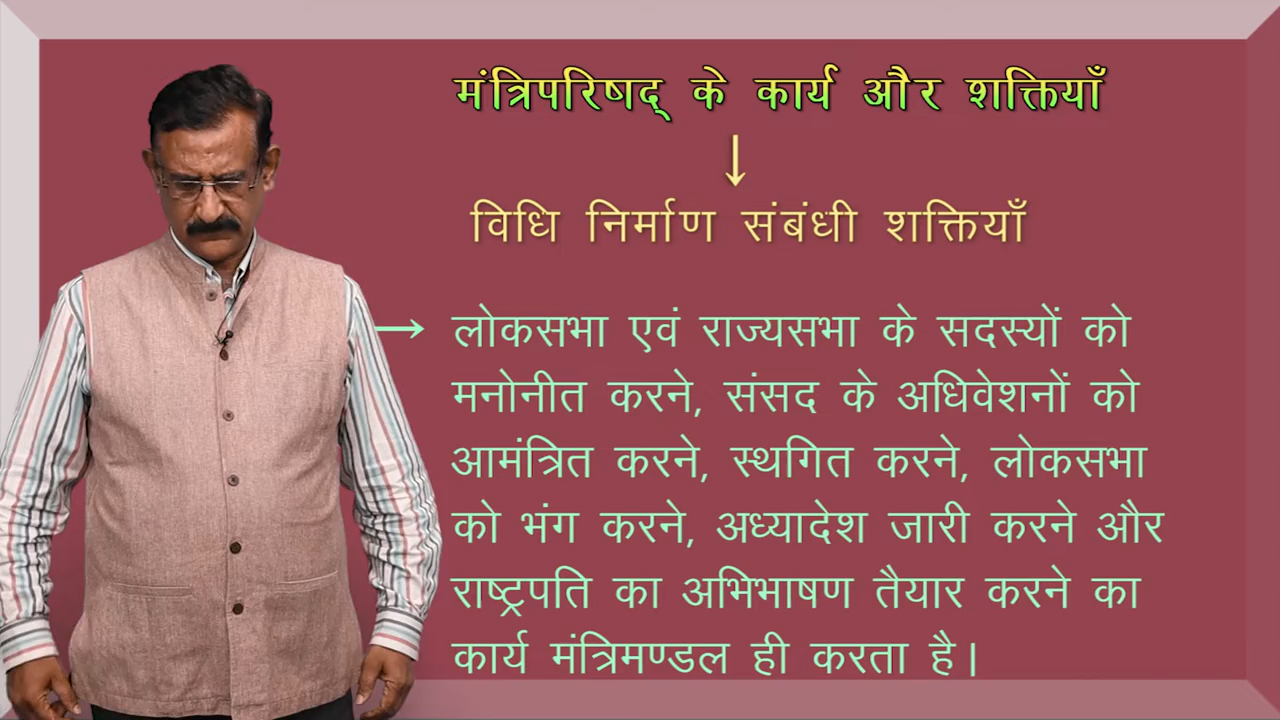 मंत्रिपरिषद् के कार्य और शक्तियाँ
↓
विधि निर्माण संबंधी शक्तियाँ
→ लोकसभा एवं राज्यसभा के सदस्यों को
मनोनीत करने, संसद के अधिवेशनों को
आमंत्रित करने, स्थगित करने, लोकसभा
को भंग करने, अध्यादेश जारी करने और
राष्ट्रपति का अभिभाषण तैयार करने का
कार्य मंत्रिमण्डल ही करता है।